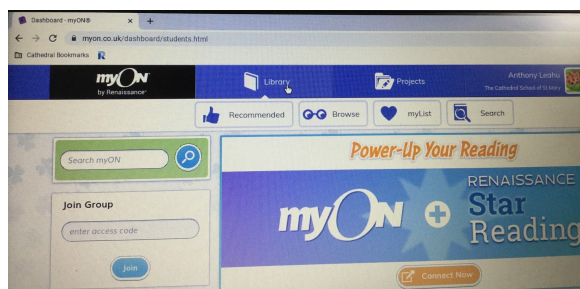 Dashboard - myON®
myon.co.uk/dashboard/students.html
Cathedral Bookmarks
myON
by Renaissance®
Library
Projects
Anthony Leahu
The Cathedral School of St Mary
Recommended
Browse
myList
Search
Search myON
Power-Up Your Reading
Join Group
enter access code
Join
myON + RENAISSANCE
Star
Reading
Connect Now